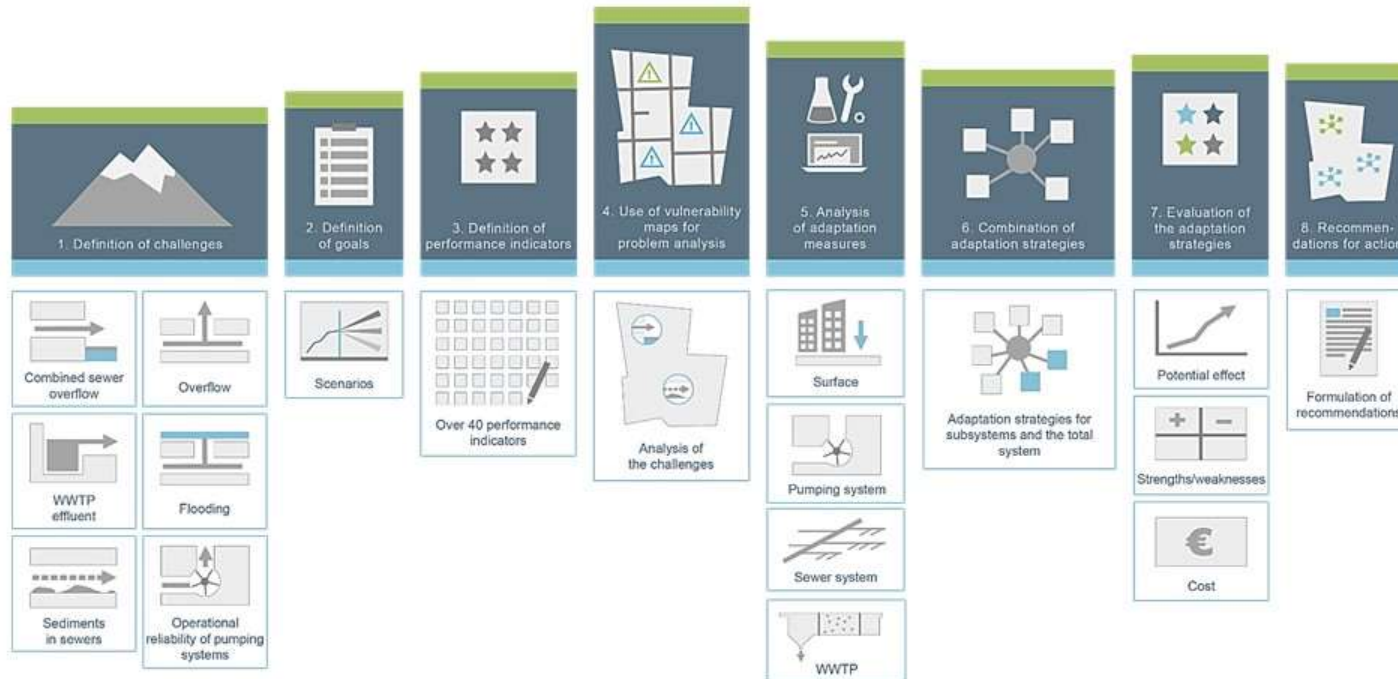 1. Definition of challenges
2. Definition
of goals
3. Definition of
performance indicators
4. Use of vulnerability
maps for
problem analysis
5. Analysis
of adaptation
measures
6. Combination of
adaptation strategies
7. Evaluation of
the adaptation
strategies
8. Recommen-
dations for action
Combined sewer
overflow
Overflow
WWTP
effluent
Flooding
Sediments
in sewers
Operational
reliability of pumping
systems
Scenarios
Over 40 performance
indicators
Analysis of
the challenges
Surface
Pumping system
Sewer system
WWTP
Adaptation strategies for
subsystems and the total
system
Potential effect
+ −
Strengths/weaknesses
€
Cost
Formulation of
recommendations